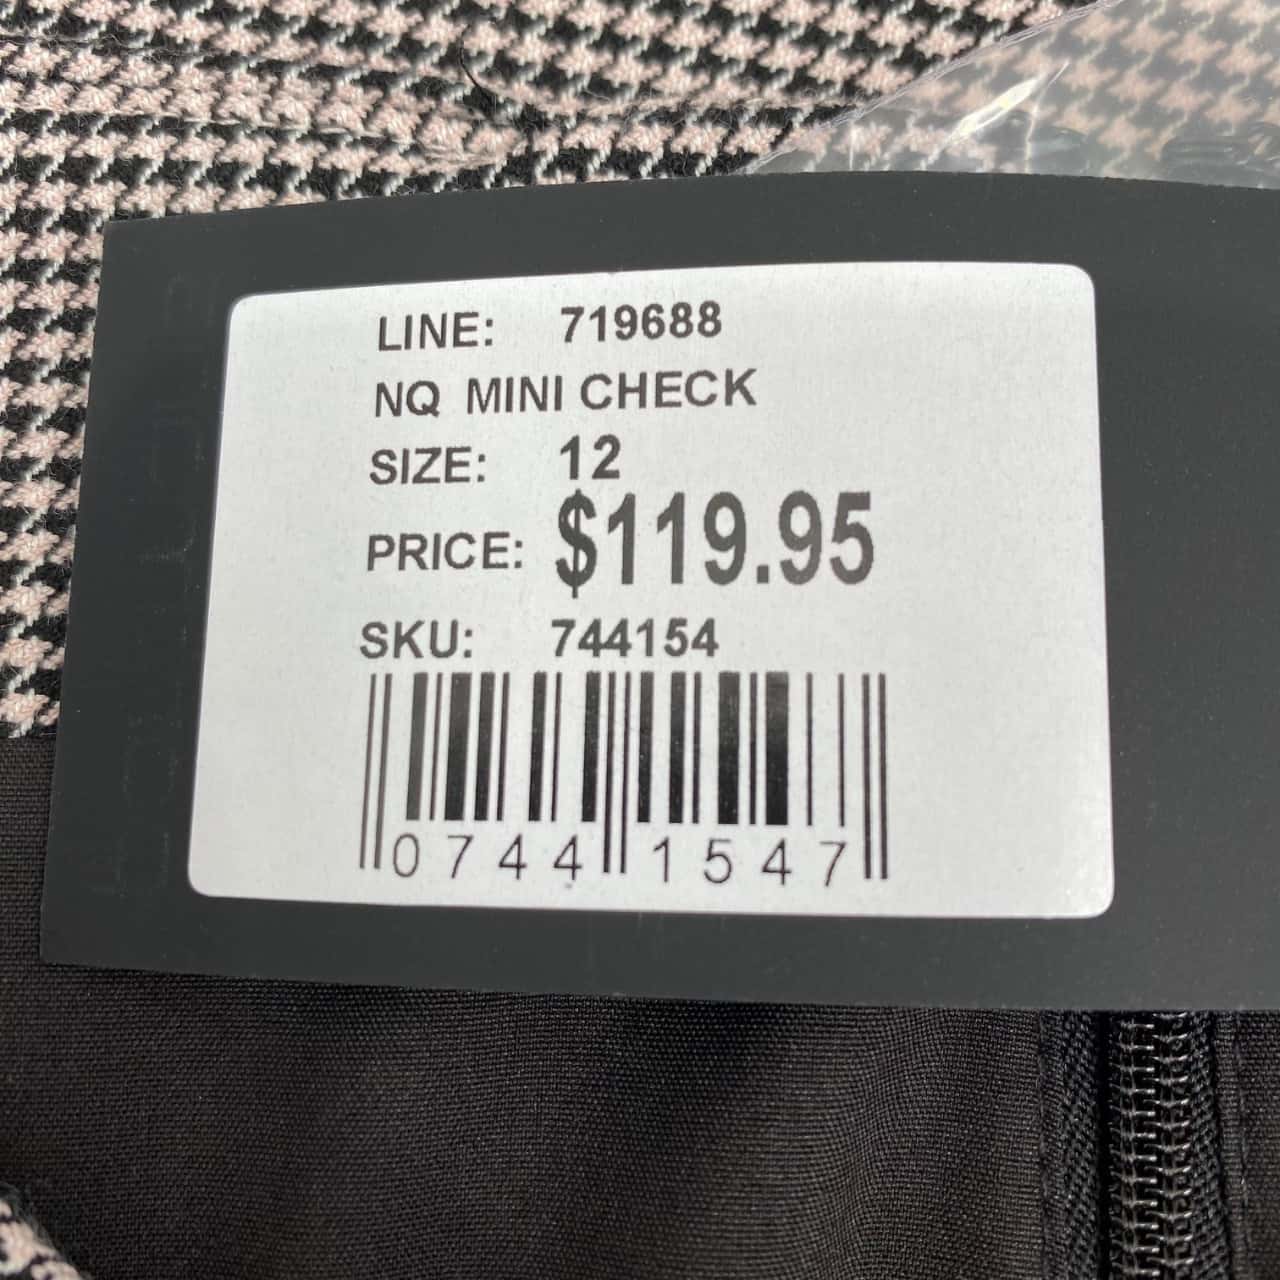 LINE: 719688
NQ MINI CHECK
SIZE: 12
PRICE: $119.95
SKU: 744154
0744 1547